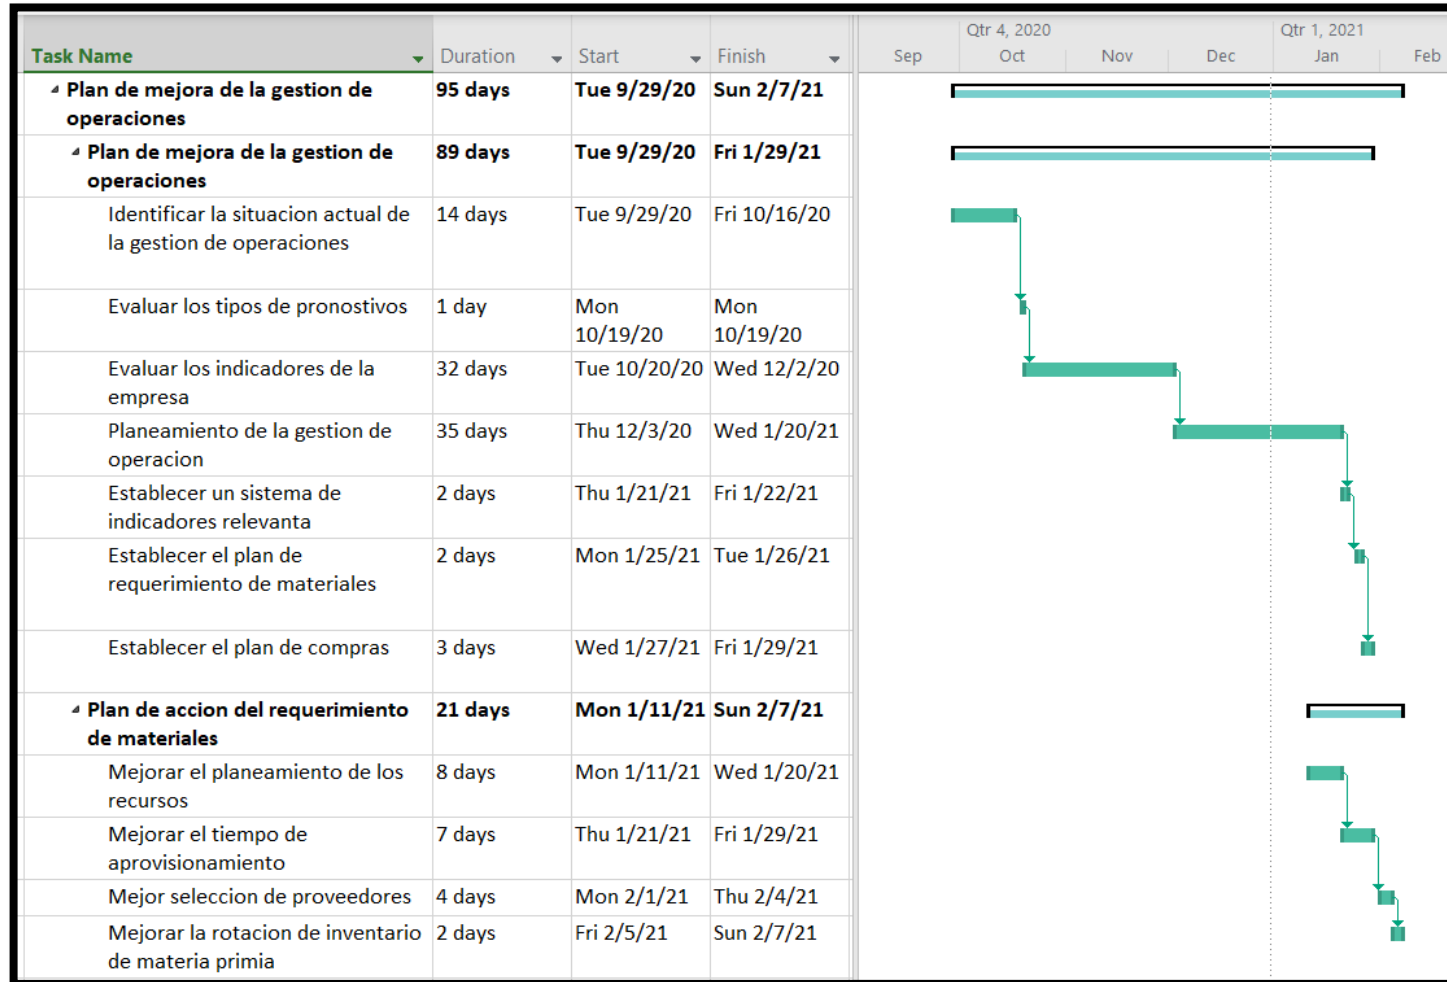 Qtr 4, 2020 Qtr 1, 2021
Task Name Duration Start Finish Sep Oct Nov Dec Jan Feb
Plan de mejora de la gestion de 95 days Tue 9/29/20 Sun 2/7/21
operaciones
Plan de mejora de la gestion de 89 days Tue 9/29/20 Fri 1/29/21
operaciones
Identificar la situacion actual de 14 days Tue 9/29/20 Fri 10/16/20
la gestion de operaciones
Evaluar los tipos de pronostivos 1 day Mon Mon
10/19/20 10/19/20
Evaluar los indicadores de la 32 days Tue 10/20/20 Wed 12/2/20
empresa
Planeamiento de la gestion de 35 days Thu 12/3/20 Wed 1/20/21
operacion
Establecer un sistema de 2 days Thu 1/21/21 Fri 1/22/21
indicadores relevanta
Establecer el plan de 2 days Mon 1/25/21 Tue 1/26/21
requerimiento de materiales
Establecer el plan de compras 3 days Wed 1/27/21 Fri 1/29/21
Plan de accion del requerimiento 21 days Mon 1/11/21 Sun 2/7/21
de materiales
Mejorar el planeamiento de los 8 days Mon 1/11/21 Wed 1/20/21
recursos
Mejorar el tiempo de 7 days Thu 1/21/21 Fri 1/29/21
aprovisionamiento
Mejor seleccion de proveedores 4 days Mon 2/1/21 Thu 2/4/21
Mejorar la rotacion de inventario 2 days Fri 2/5/21 Sun 2/7/21
de materia primia